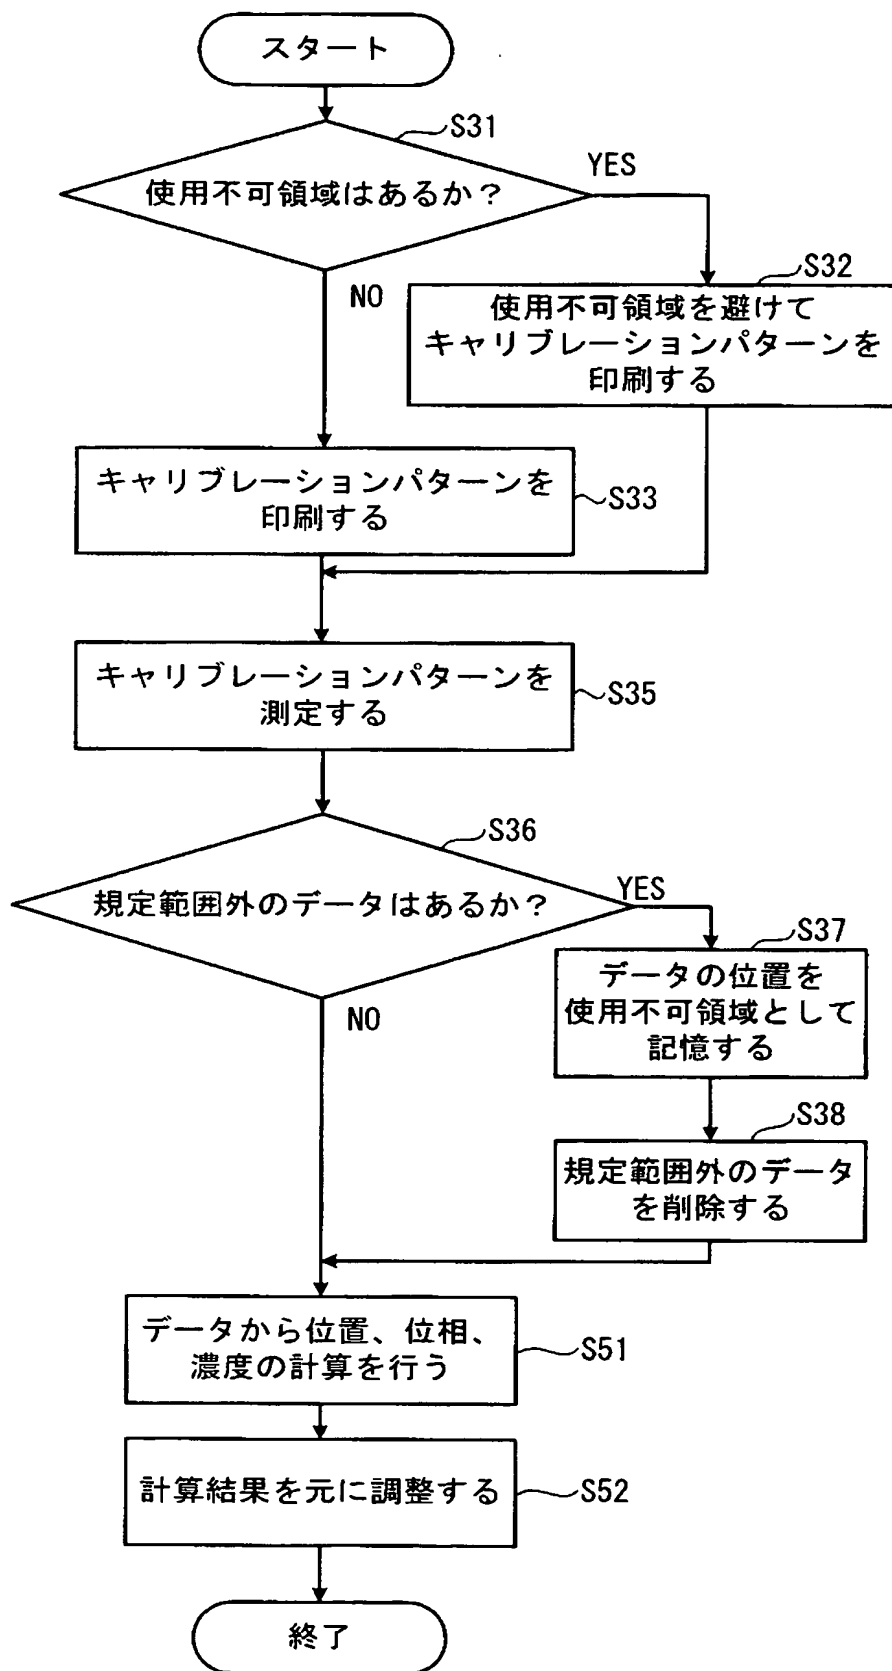 スタート
S31
使用不可領域はあるか？
YES
NO
S32
使用不可領域を避けて
キャリブレーションパターンを
印刷する
キャリブレーションパターンを
印刷する
S33
キャリブレーションパターンを
測定する
S35
S36
規定範囲外のデータはあるか？
YES
NO
S37
データの位置を
使用不可領域として
記憶する
S38
規定範囲外のデータ
を削除する
データから位置、位相、
濃度の計算を行う
S51
計算結果を元に調整する
S52
終了